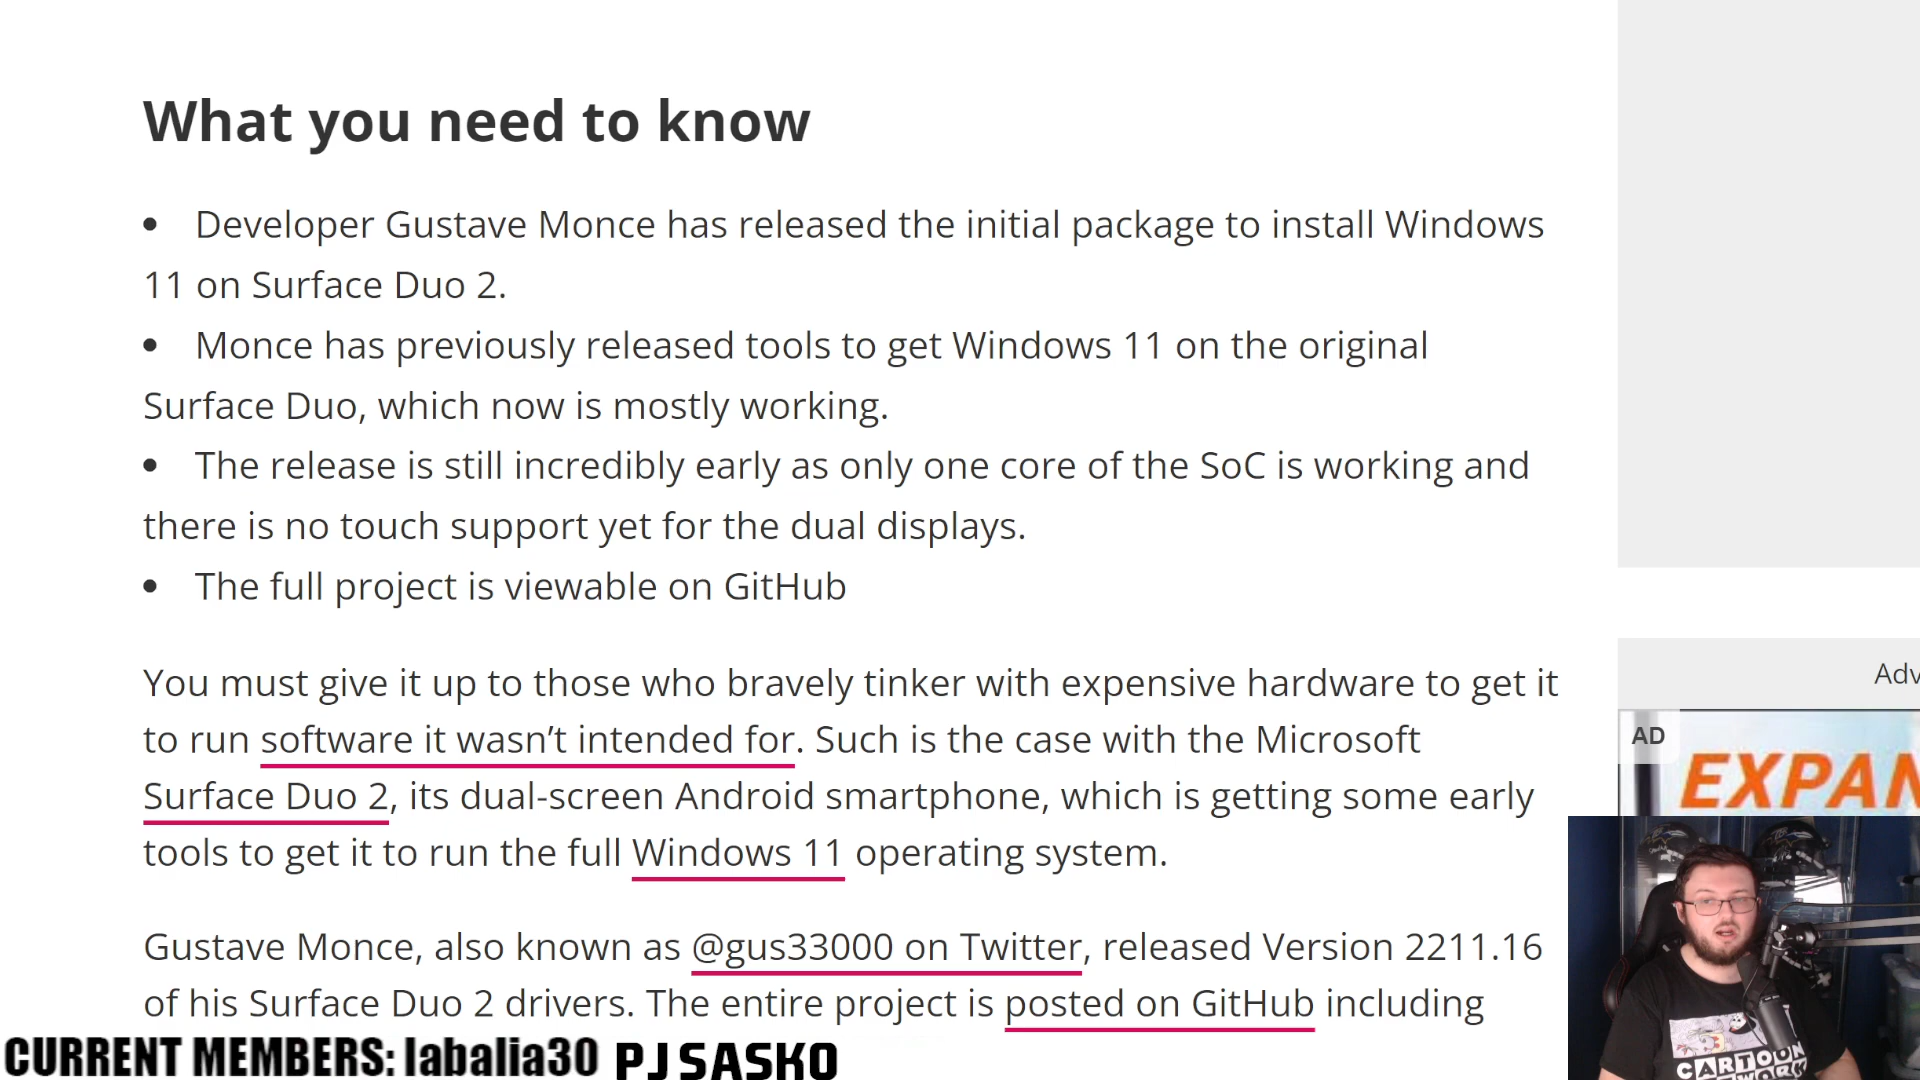 What you need to know
• Developer Gustave Monce has released the initial package to install Windows
11 on Surface Duo 2.
• Monce has previously released tools to get Windows 11 on the original
Surface Duo, which now is mostly working.
• The release is still incredibly early as only one core of the SoC is working and
there is no touch support yet for the dual displays.
• The full project is viewable on GitHub
You must give it up to those who bravely tinker with expensive hardware to get it
to run software it wasn’t intended for. Such is the case with the Microsoft
Surface Duo 2, its dual-screen Android smartphone, which is getting some early
tools to get it to run the full Windows 11 operating system.
Gustave Monce, also known as @gus33000 on Twitter, released Version 2211.16
of his Surface Duo 2 drivers. The entire project is posted on GitHub including
Adv
AD
EXPAN
CARTOON
CURRENT MEMBERS: labalia30 PJ SASKO